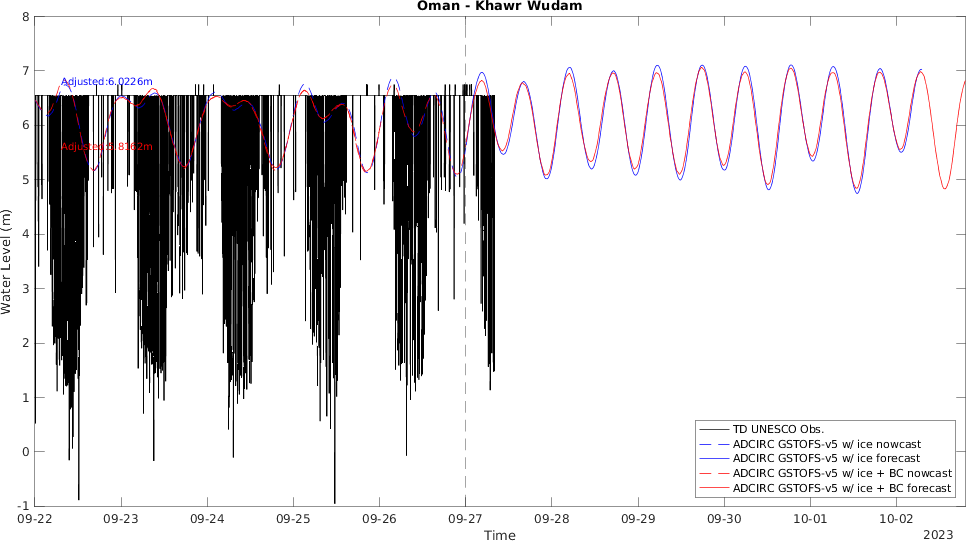 Oman - Khawr Wudam
8
7
6
5
4
3
2
1
0
-1
Water Level (m)
Adjusted:6.0226m
09-22
09-23
09-24
09-25
09-26
09-27
09-28
09-29
09-30
10-01
10-02
Time
2023
TD UNESCO Obs.
ADCIRC GSTOFS-v5 w/ ice nowcast
ADCIRC GSTOFS-v5 w/ ice forecast
ADCIRC GSTOFS-v5 w/ ice + BC nowcast
ADCIRC GSTOFS-v5 w/ ice + BC forecast